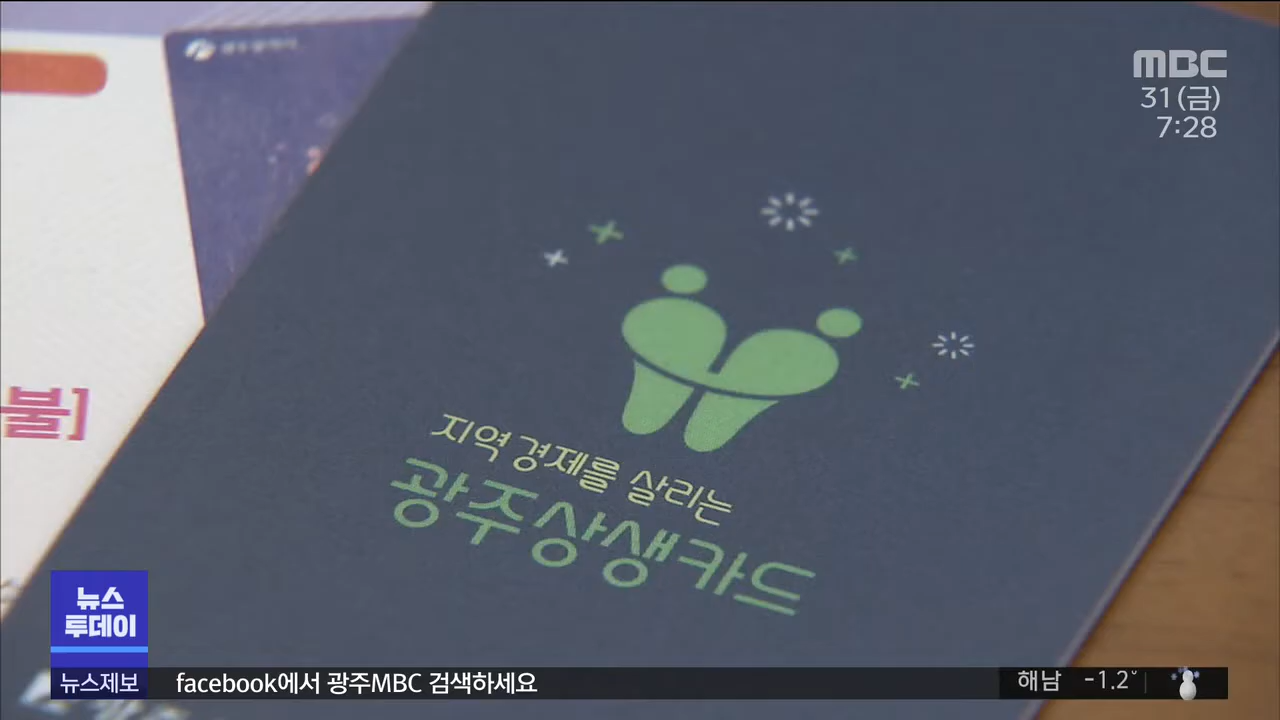 MBC
31(금)
7:28
불]
지역경제를 살리는
광주상생카드
뉴스
투데이
뉴스제보
facebook에서 광주MBC 검색하세요
해남 -1.2˚